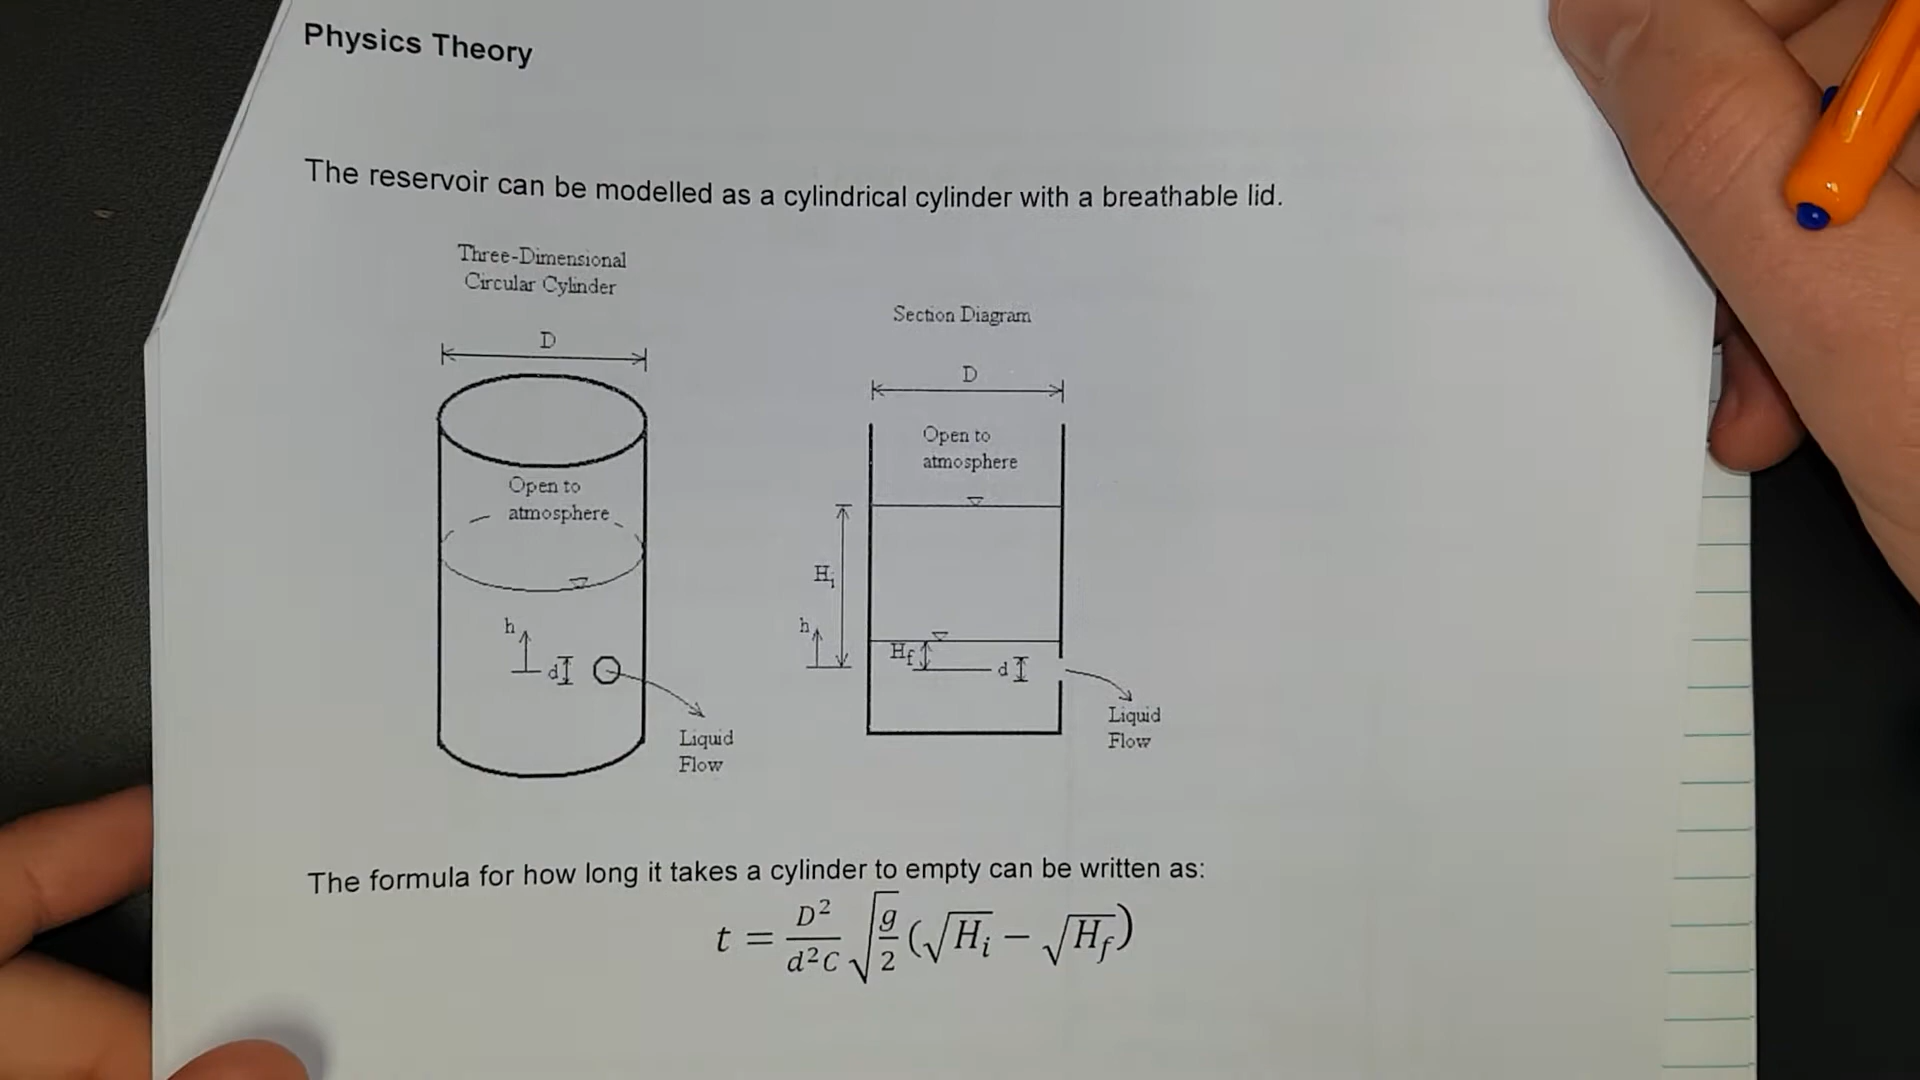 Physics Theory
The reservoir can be modelled as a cylindrical cylinder with a breathable lid.
Three-Dimensional
Circular Cylinder
D
Open to
atmosphere
h
d
Liquid
Flow
Section Diagram
D
Open to
atmosphere
Hi
h
Hf
d
Liquid
Flow
The formula for how long it takes a cylinder to empty can be written as:
t = D²/d²C √(g/2) (√Hi − √Hf)